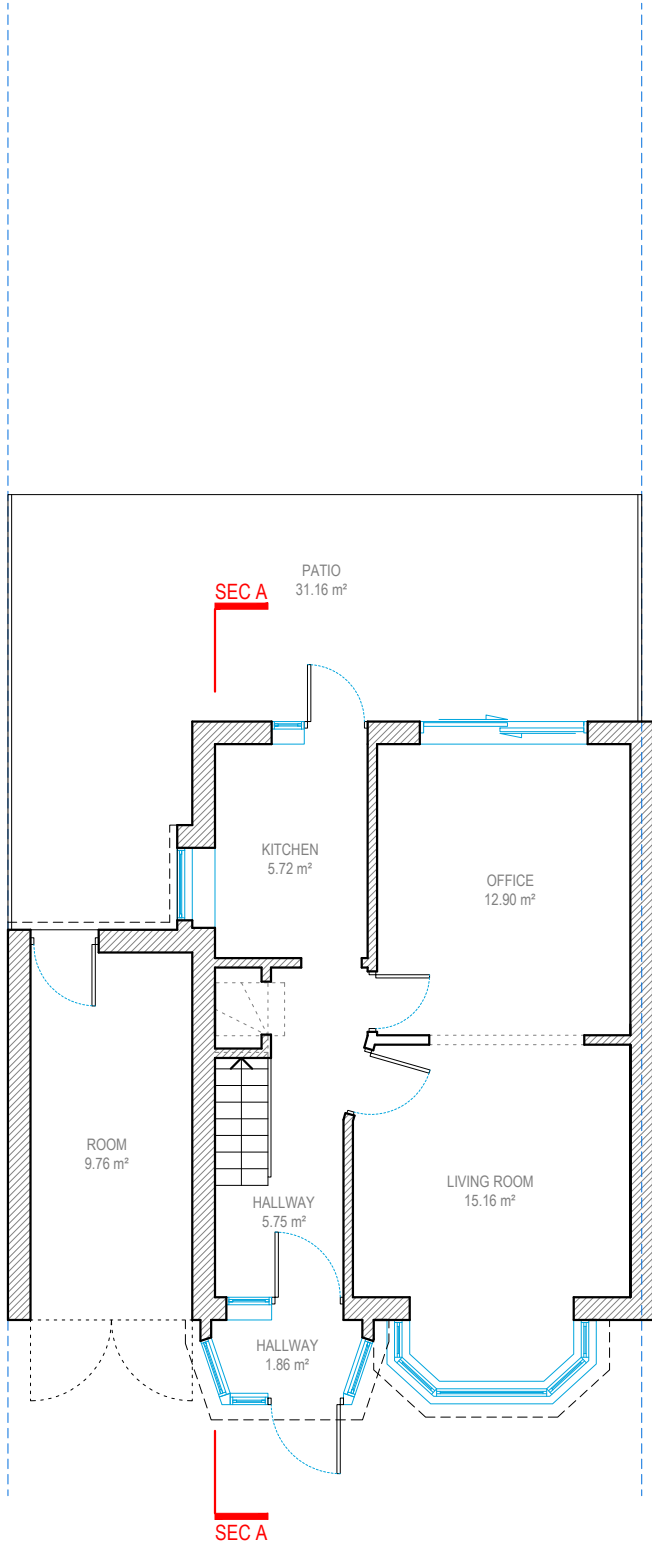 PATIO
31.16 m²
SEC A
KITCHEN
5.72 m²
OFFICE
12.90 m²
ROOM
9.76 m²
LIVING ROOM
15.16 m²
HALLWAY
5.75 m²
HALLWAY
1.86 m²
SEC A